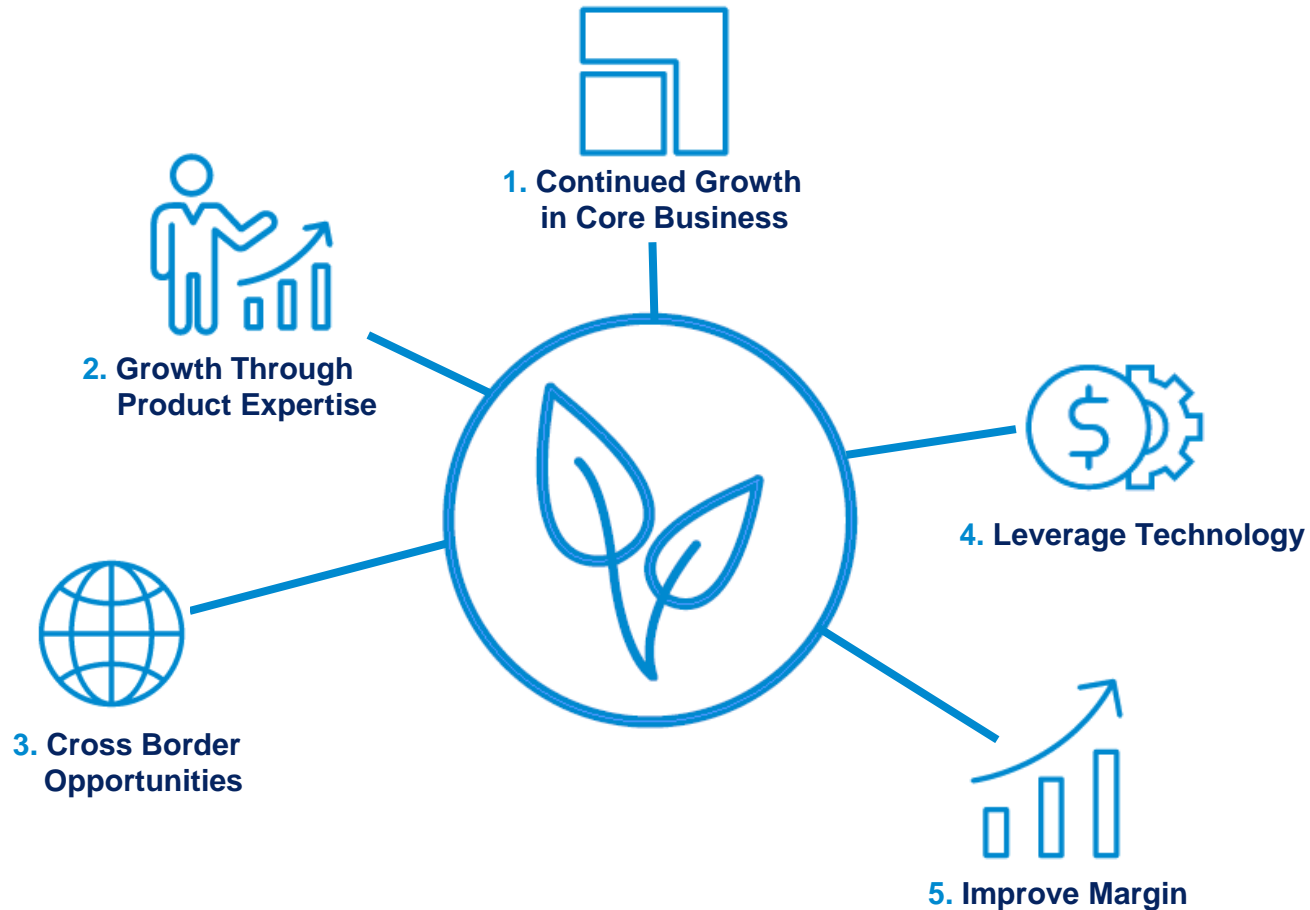 1. Continued Growth
in Core Business
2. Growth Through
Product Expertise
3. Cross Border
Opportunities
4. Leverage Technology
5. Improve Margin